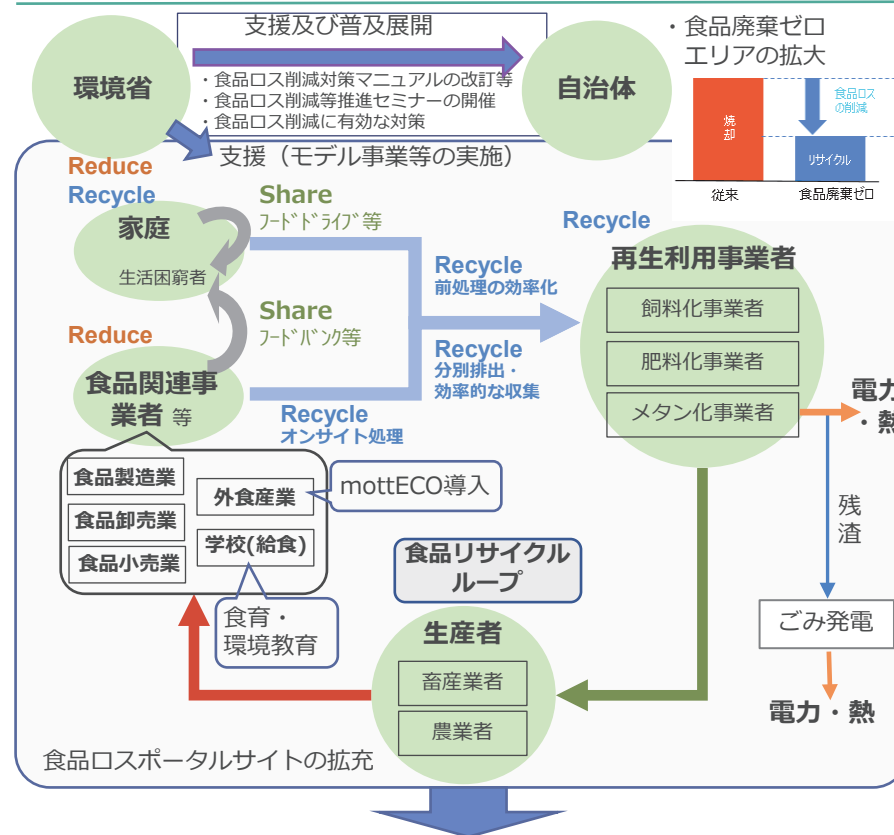 支援及び普及展開
環境省
・食品ロス削減対策マニュアルの改訂等
・食品ロス削減等推進セミナーの開催
・食品ロス削減に有効な対策
自治体
・食品廃棄ゼロ
エリアの拡大
焼却
食品ロス
の削減
リサイクル
従来
食品廃棄ゼロ
支援（モデル事業等の実施）
Reduce
Recycle
家庭
生活困窮者
Share
フードドライブ等
Share
フードバンク等
Reduce
食品関連事
業者 等
Recycle
前処理の効率化
Recycle
分別排出・
効率的な収集
Recycle
オンサイト処理
Recycle
再生利用事業者
飼料化事業者
肥料化事業者
メタン化事業者
電力
・熱
残渣
ごみ発電
電力・熱
食品製造業
食品卸売業
食品小売業
外食産業
学校(給食)
mottECO導入
食育・
環境教育
食品リサイクル
ループ
生産者
畜産業者
農業者
食品ロスポータルサイトの拡充